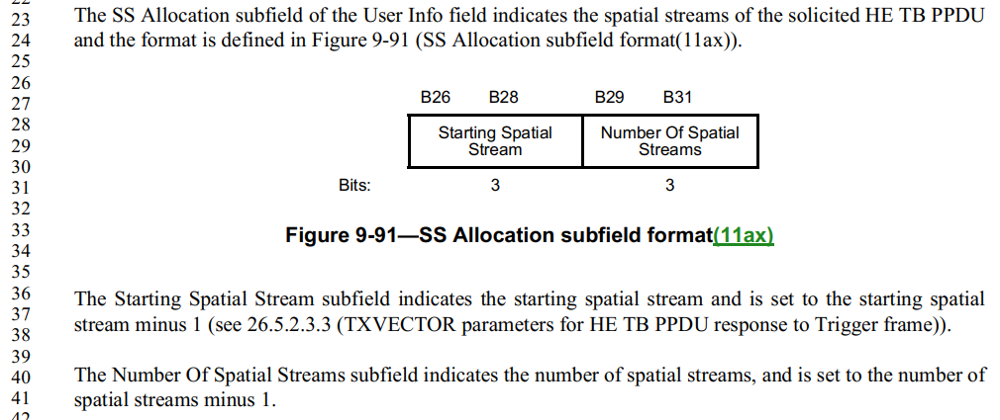 22
23 The SS Allocation subfield of the User Info field indicates the spatial streams of the solicited HE TB PPDU
24 and the format is defined in Figure 9-91 (SS Allocation subfield format(11ax)).
25
26
27 B26 B28 B29 B31
28 Starting Spatial Number Of Spatial
29 Stream Streams
30
31 Bits: 3 3
32
33 Figure 9-91—SS Allocation subfield format(11ax)
34
35
36 The Starting Spatial Stream subfield indicates the starting spatial stream and is set to the starting spatial
37 stream minus 1 (see 26.5.2.3.3 (TXVECTOR parameters for HE TB PPDU response to Trigger frame)).
38
39
40 The Number Of Spatial Streams subfield indicates the number of spatial streams, and is set to the number of
41 spatial streams minus 1.
42